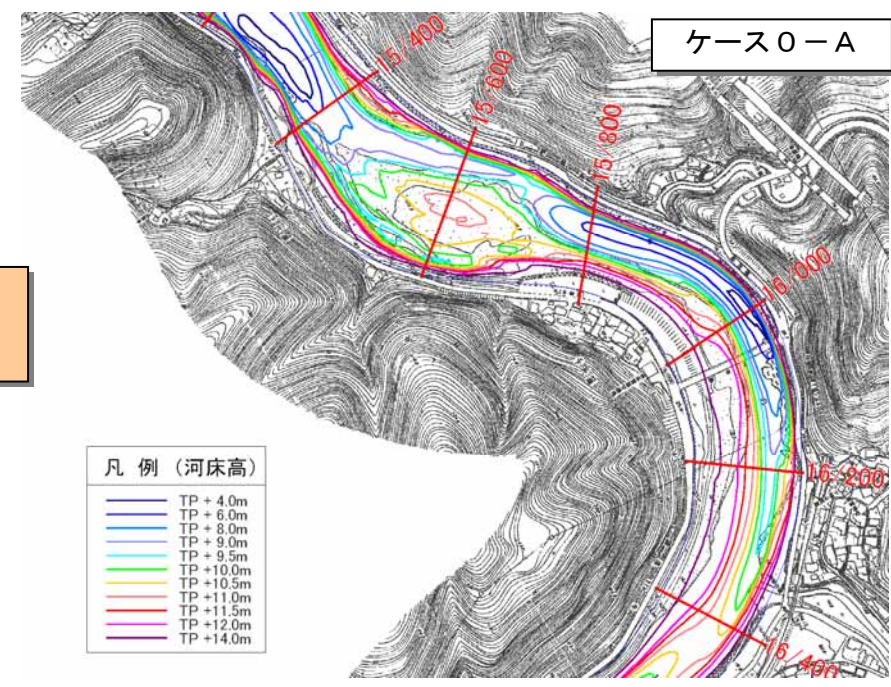 ケース0－A
15/400
15/600
15/800
16/000
16/200
16/400
凡 例 (河床高)
TP + 4.0m
TP + 6.0m
TP + 8.0m
TP + 9.0m
TP + 9.5m
TP +10.0m
TP +10.5m
TP +11.0m
TP +11.5m
TP +12.0m
TP +14.0m